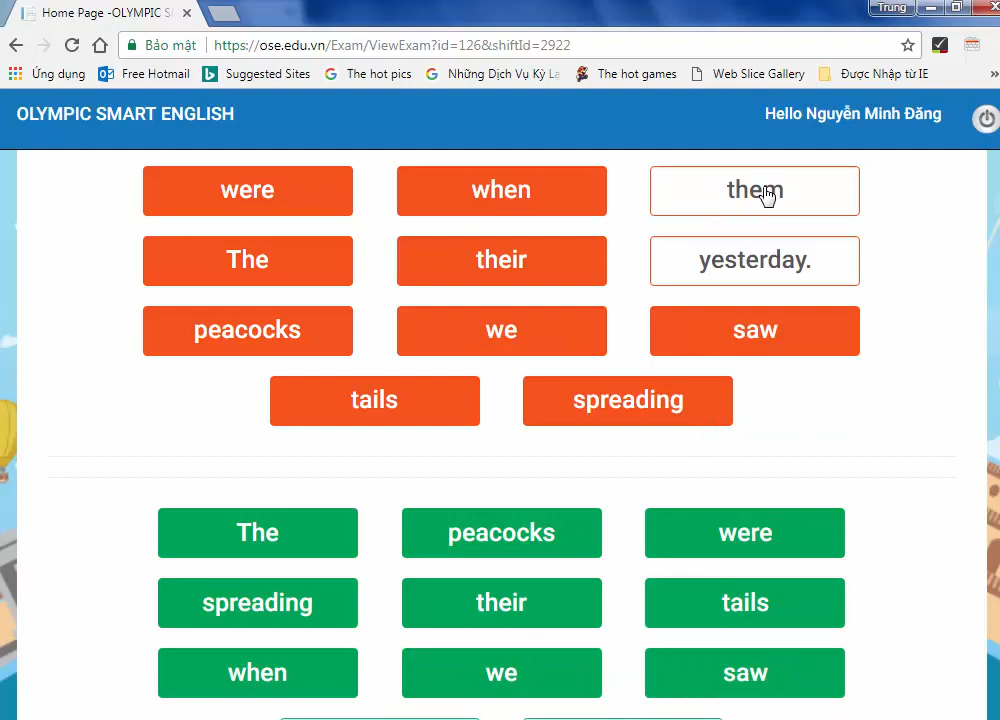 Home Page -OLYMPIC S
Trung
Bảo mật
https://ose.edu.vn/Exam/ViewExam?id=126&shiftId=2922
Ứng dụng Free Hotmail Suggested Sites The hot pics Những Dịch Vụ Kỳ The hot games Web Slice Gallery Được Nhập từ IE »
OLYMPIC SMART ENGLISH
Hello Nguyễn Minh Đăng
were when them
The their yesterday.
peacocks we saw
tails spreading
The peacocks were
spreading their tails
when we saw